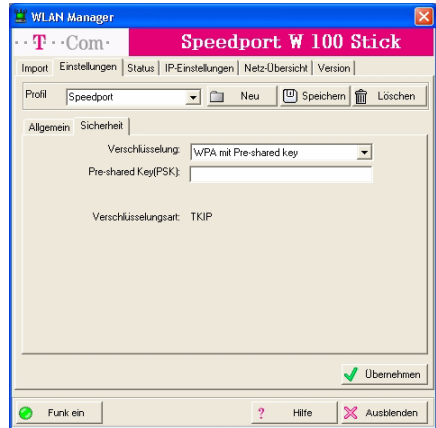 WLAN Manager
··T··Com· Speedport W 100 Stick
Import Einstellungen Status IP-Einstellungen Netz-Übersicht Version
Profil Speedport Neu Speichern Löschen
Allgemein Sicherheit
Verschlüsselung: WPA mit Pre-shared key
Pre-shared Key(PSK):
Verschlüsselungsart: TKIP
Übernehmen
Funk ein ? Hilfe Ausblenden